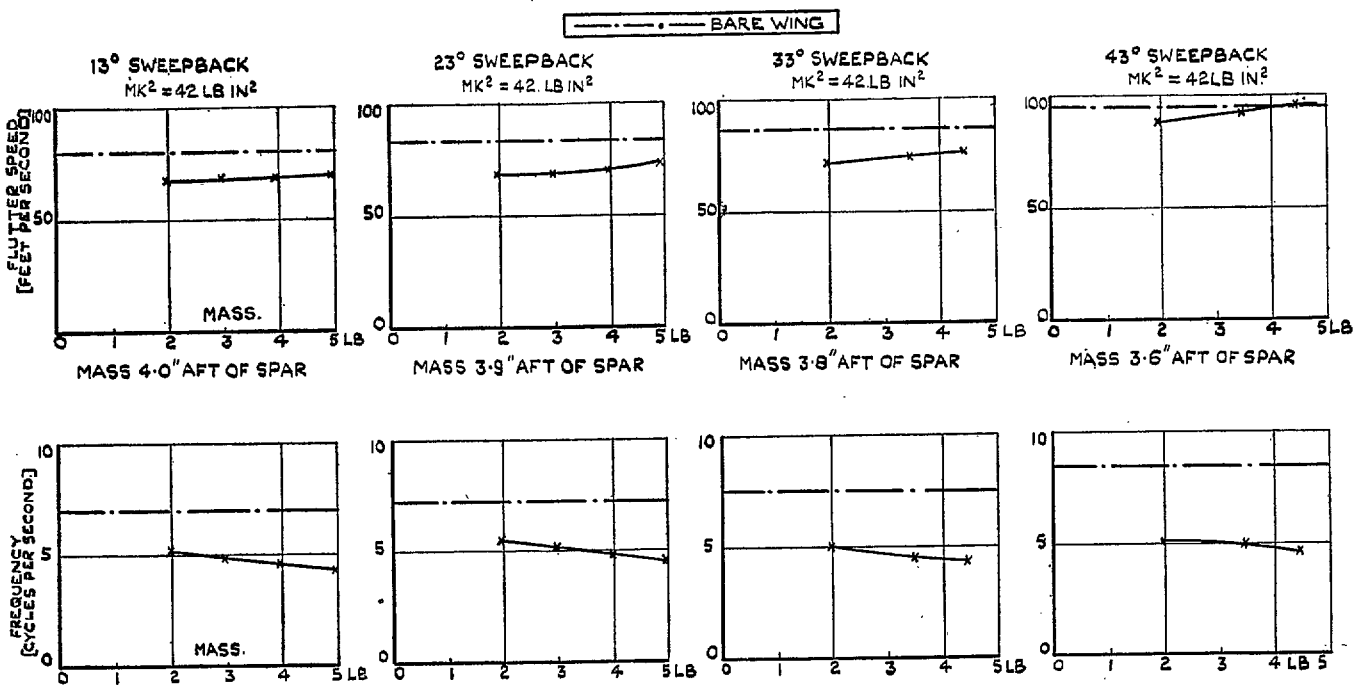 BARE WING
13° SWEEPBACK
MK² = 42 LB IN²
23° SWEEPBACK
MK² = 42. LB IN²
33° SWEEPBACK
MK² = 42 LB IN²
43° SWEEPBACK
MK² = 42LB IN²
FLUTTER SPEED
[FEET PER SECOND]
100
50
0
0 1 2 3 4 5 LB
MASS.
MASS 4·0" AFT OF SPAR
100
50
0
0 1 2 3 4 5 LB
MASS 3·9" AFT OF SPAR
100
50
0
0 1 2 3 4 5 LB
MASS 3·8" AFT OF SPAR
100
50
0
0 1 2 3 4 5 LB
MASS 3·6" AFT OF SPAR
FREQUENCY
[CYCLES PER SECOND]
10
5
0
0 1 2 3 4 5 LB
MASS.
10
5
0
0 1 2 3 4 5 LB
10
5
0
0 1 2 3 4 5 LB
10
5
0
0 1 2 3 4 LB 5